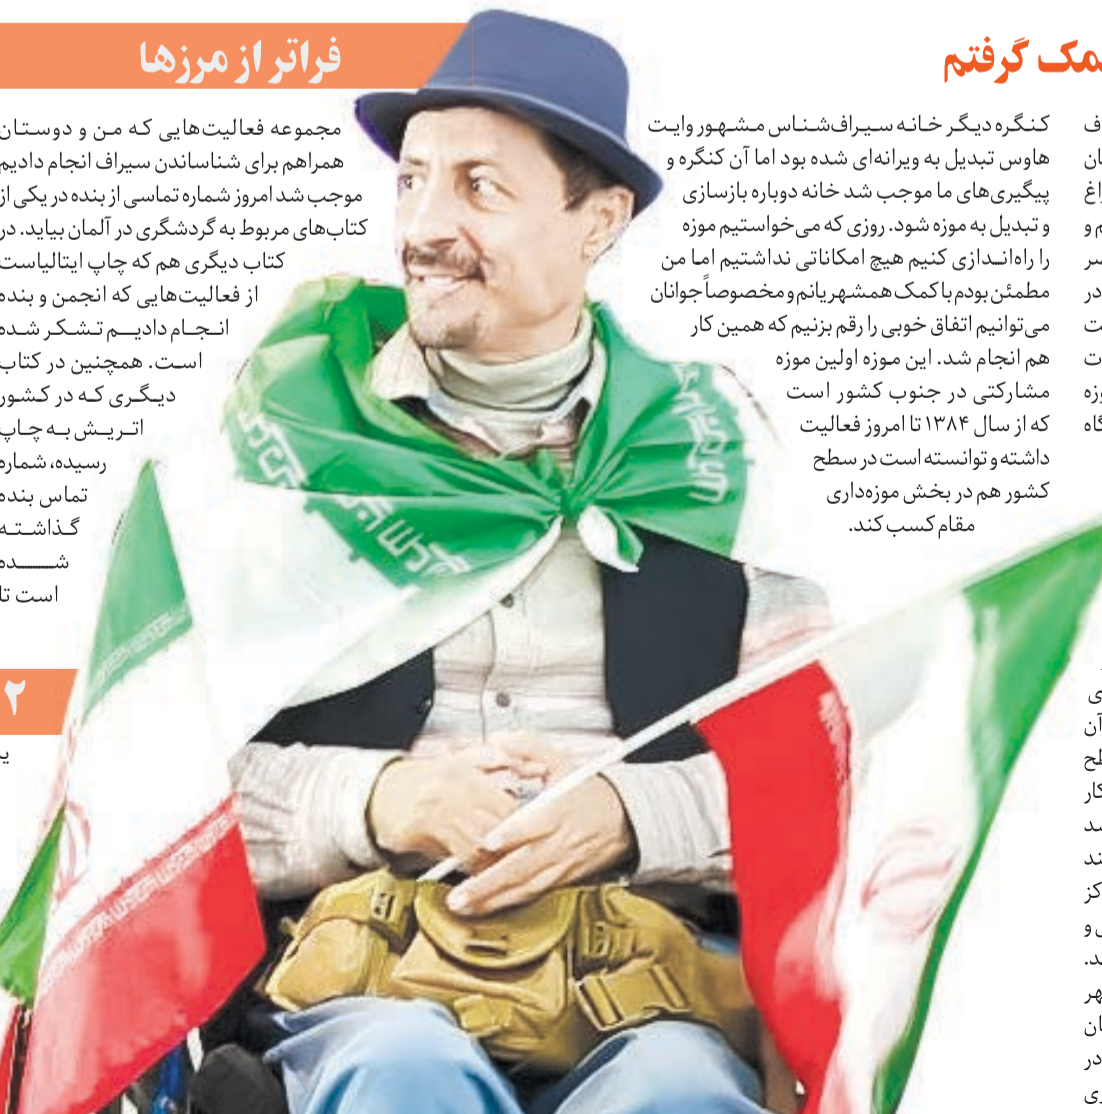 گرفتم
کنگره دیگر خانه سیراف‌شناس مشهور وایت
هاوس تبدیل به ویرانه‌ای شده بود اما آن کنگره و
پیگیری‌های ما موجب شد خانه دوباره بازسازی
و تبدیل به موزه شود. روزی که می‌خواستیم موزه
را راه‌اندازی کنیم هیچ امکاناتی نداشتیم اما من
مطمئن بودم با کمک همشهریانم و مخصوصاً جوانان
می‌توانیم اتفاق خوبی را رقم بزنیم که همین کار
هم انجام شد. این موزه اولین موزه
مشارکتی در جنوب کشور است
که از سال ۱۳۸۴ تا امروز فعالیت
داشته و توانسته است در سطح
کشور هم در بخش موزه‌داری
مقام کسب کند.
فراتر از مرزها
مجموعه فعالیت‌هایی که من و دوستان
همراهم برای شناساندن سیراف انجام دادیم
موجب شد امروز شماره تماسی از بنده در یکی از
کتاب‌های مربوط به گردشگری در آلمان بیاید. در
کتاب دیگری هم که چاپ ایتالیاست
از فعالیت‌هایی که انجمن و بنده
انجام دادیم تشکر شده
است. همچنین در کتاب
دیگری که در کشور
اتریش به چاپ
رسیده، شماره
تماس بنده
گذاشته
شده
است تا
۲